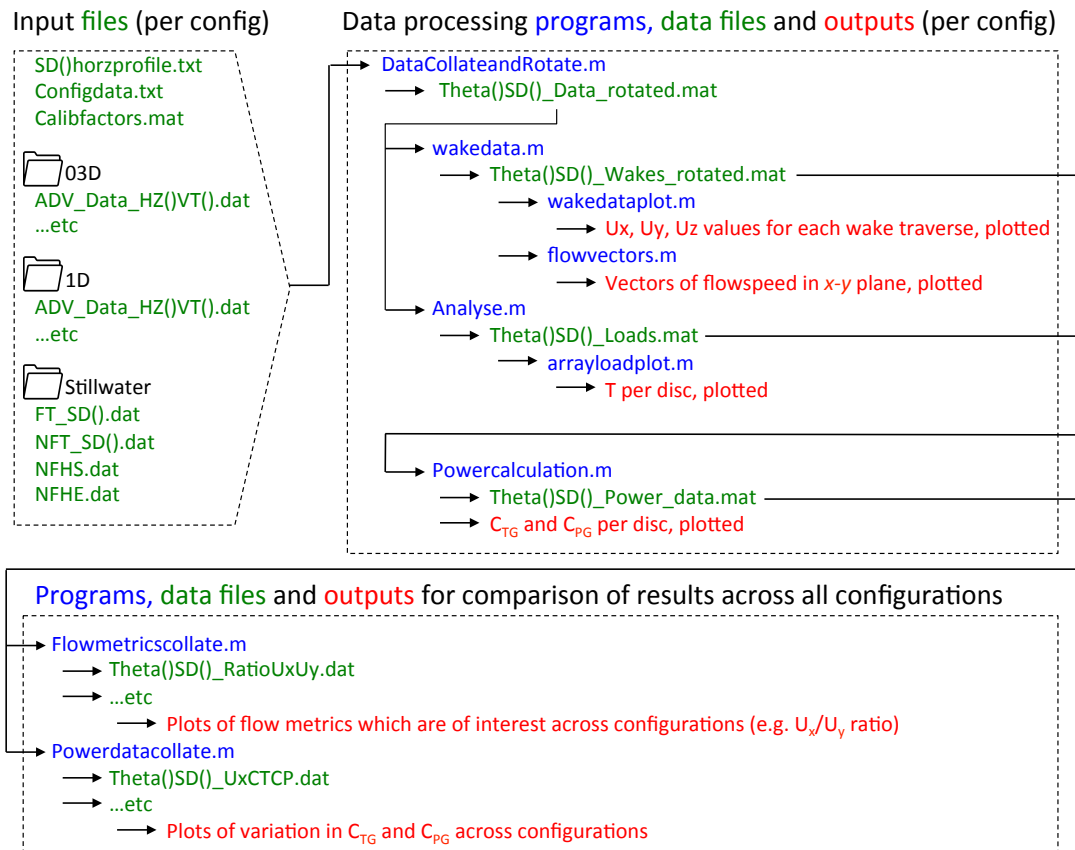 Input files (per config)
SD()horzprofile.txt
Configdata.txt
Calibfactors.mat
03D
ADV_Data_HZ()VT().dat
...etc
1D
ADV_Data_HZ()VT().dat
...etc
Stillwater
FT_SD().dat
NFT_SD().dat
NFHS.dat
NFHE.dat
Data processing programs, data files and outputs (per config)
DataCollateandRotate.m
Theta()SD()_Data_rotated.mat
wakedata.m
Theta()SD()_Wakes_rotated.mat
wakedataplot.m
Ux, Uy, Uz values for each wake traverse, plotted
flowvectors.m
Vectors of flowspeed in x-y plane, plotted
Analyse.m
Theta()SD()_Loads.mat
arrayloadplot.m
T per disc, plotted
Powercalculation.m
Theta()SD()_Power_data.mat
C_TG and C_PG per disc, plotted
Programs, data files and outputs for comparison of results across all configurations
Flowmetricscollate.m
Theta()SD()_RatioUxUy.dat
...etc
Plots of flow metrics which are of interest across configurations (e.g. U_x/U_y ratio)
Powerdatacollate.m
Theta()SD()_UxCTCP.dat
...etc
Plots of variation in C_TG and C_PG across configurations